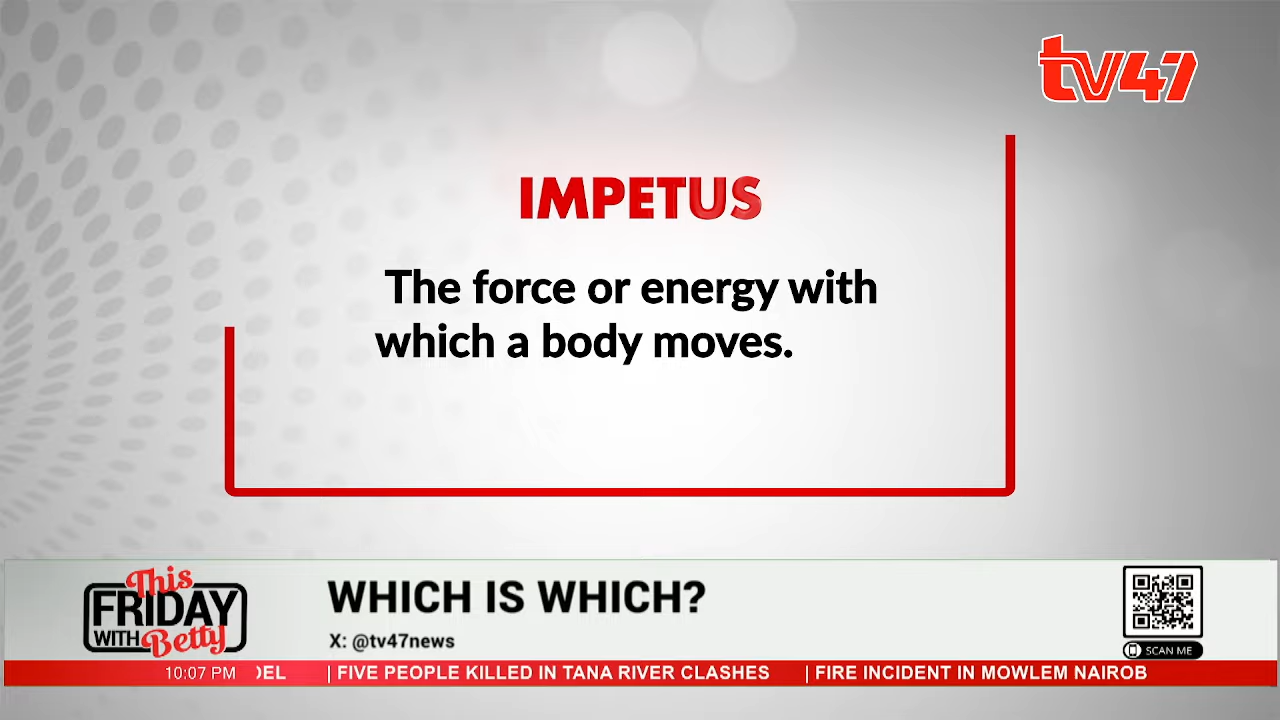 tv47
IMPETUS
The force or energy with
which a body moves.
This
FRIDAY
WITH Betty
WHICH IS WHICH?
X: @tv47news
SCAN ME
10:07 PM DEL | FIVE PEOPLE KILLED IN TANA RIVER CLASHES | FIRE INCIDENT IN MOWLEM NAIROB